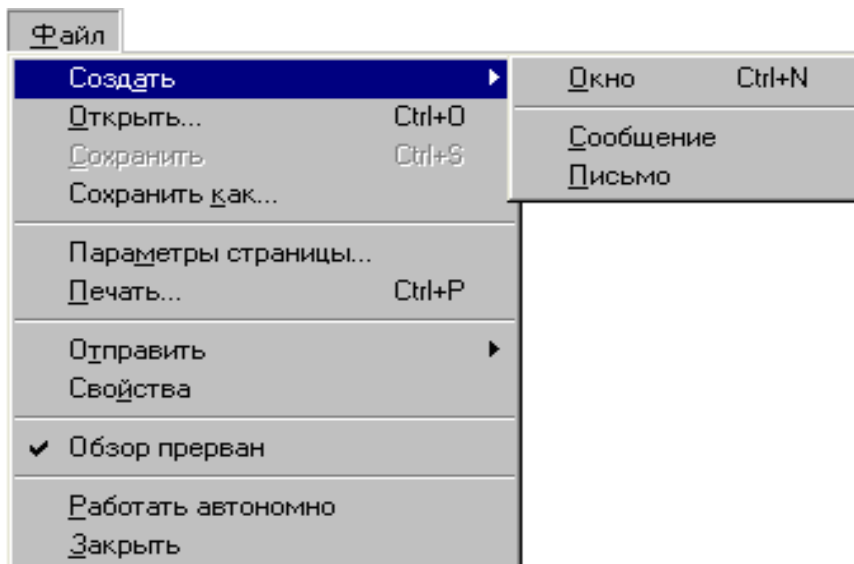 Файл
Создать
Открыть... Ctrl+O
Сохранить Ctrl+S
Сохранить как...
Параметры страницы...
Печать... Ctrl+P
Отправить
Свойства
Обзор прерван
Работать автономно
Закрыть
Окно Ctrl+N
Сообщение
Письмо